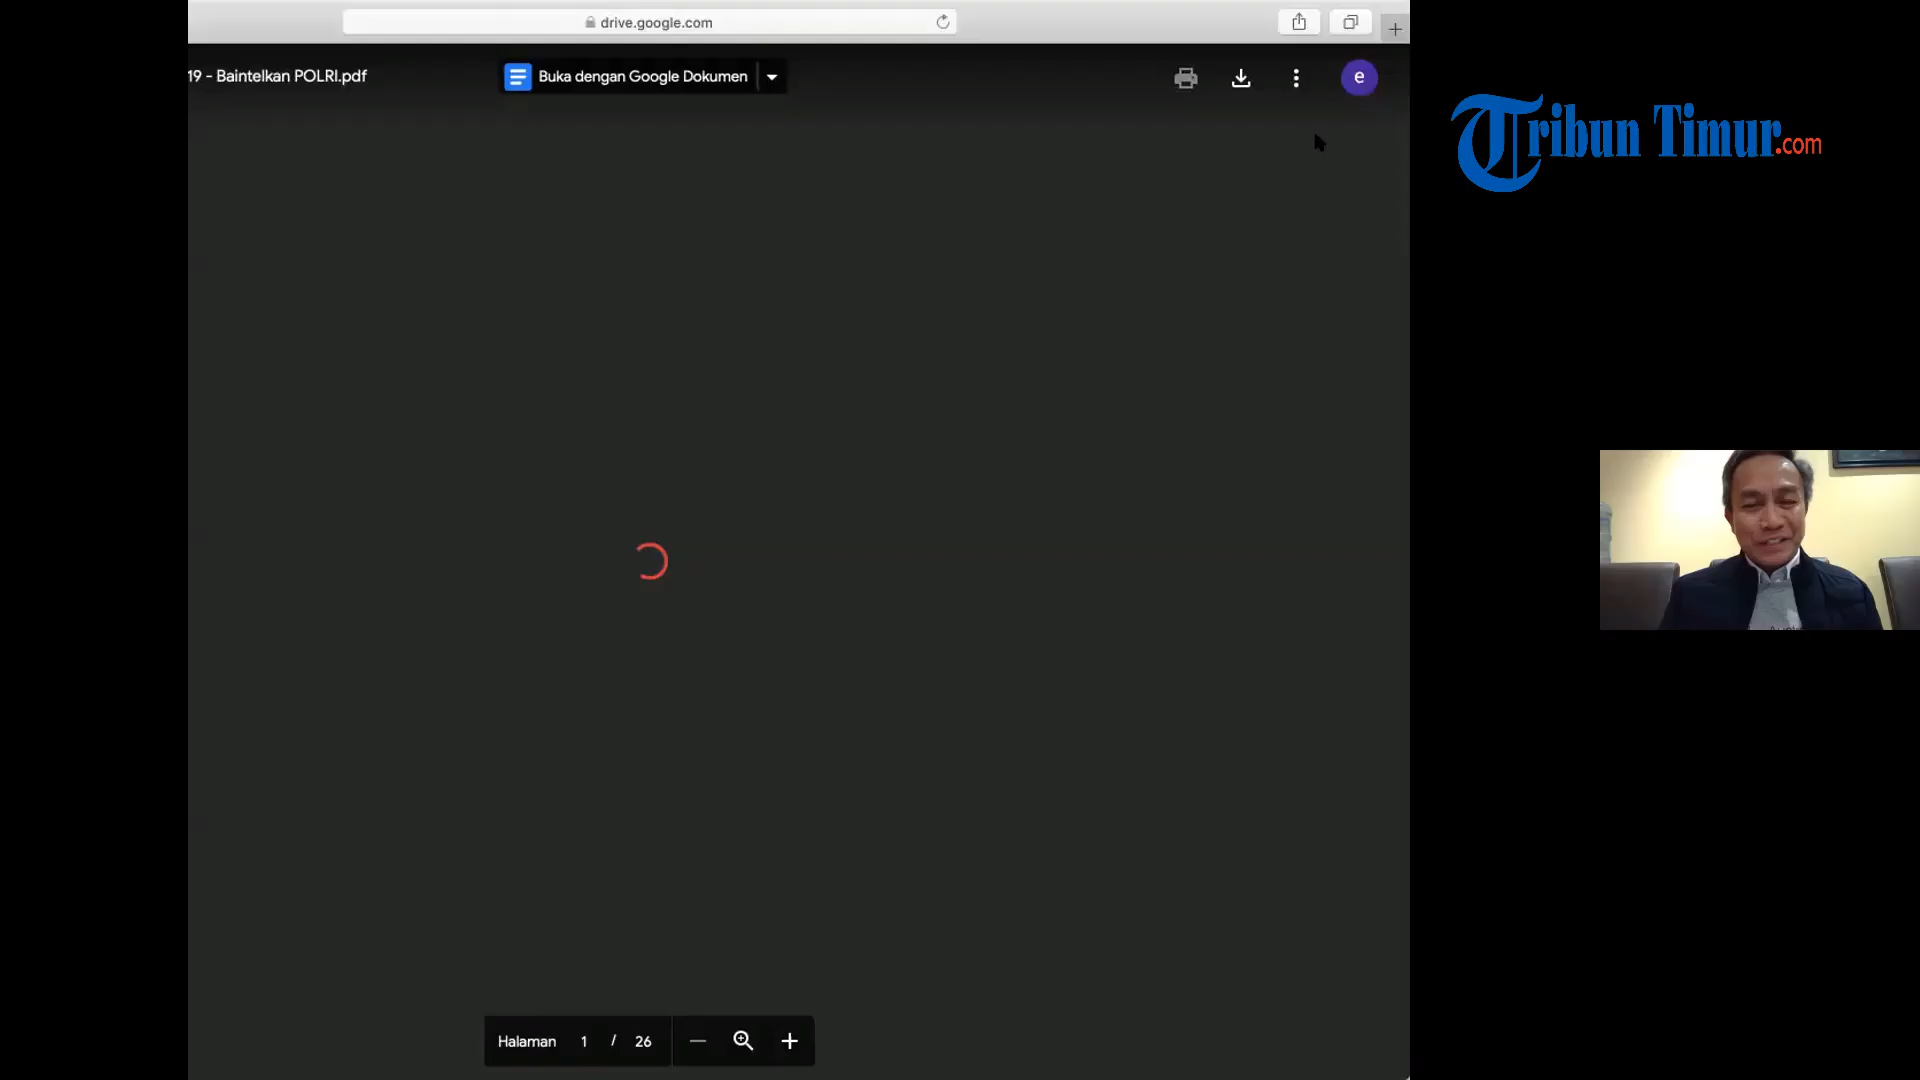 drive.google.com
19 - Baintelkan POLRI.pdf
Buka dengan Google Dokumen
e
Tribun Timur.com
Halaman 1 / 26